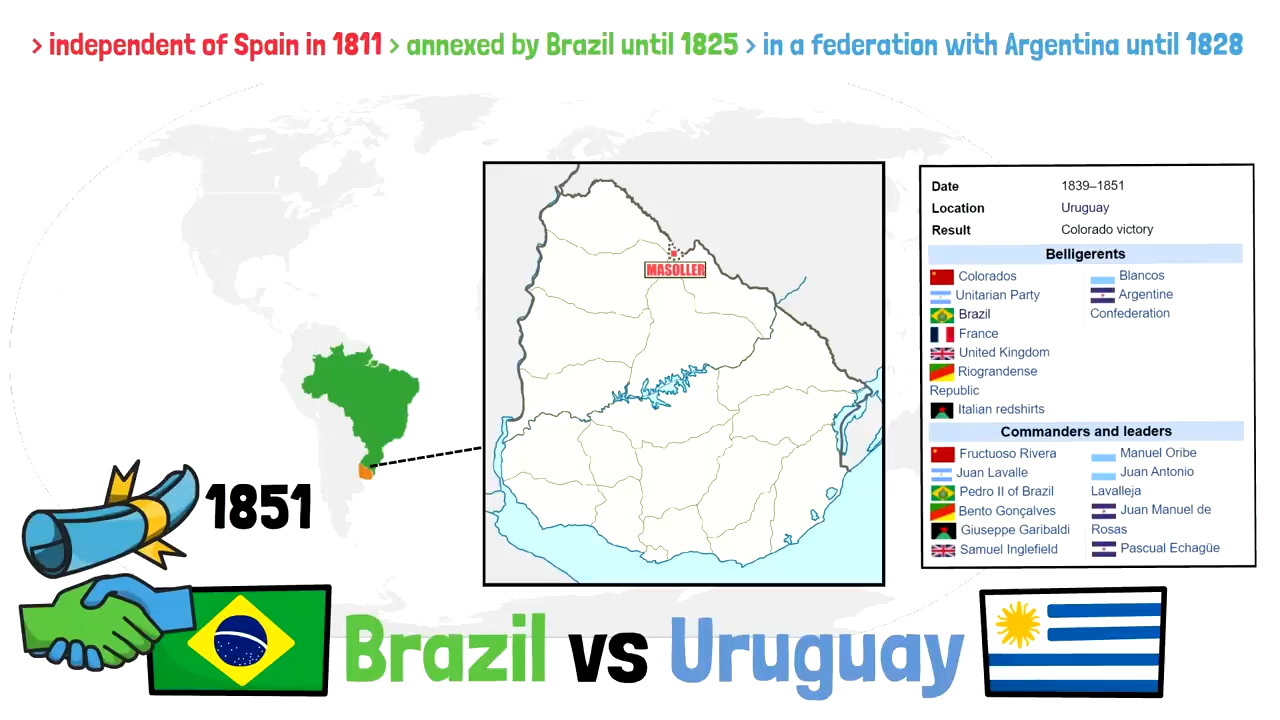 > independent of Spain in 1811 > annexed by Brazil until 1825 > in a federation with Argentina until 1828
MASOLLER
Date 1839–1851
Location Uruguay
Result Colorado victory
Belligerents
Colorados
Unitarian Party
Brazil
France
United Kingdom
Riograndense
Republic
Italian redshirts
Blancos
Argentine
Confederation
Commanders and leaders
Fructuoso Rivera
Juan Lavalle
Pedro II of Brazil
Bento Gonçalves
Giuseppe Garibaldi
Samuel Inglefield
Manuel Oribe
Juan Antonio
Lavalleja
Juan Manuel de
Rosas
Pascual Echagüe
1851
Brazil vs Uruguay